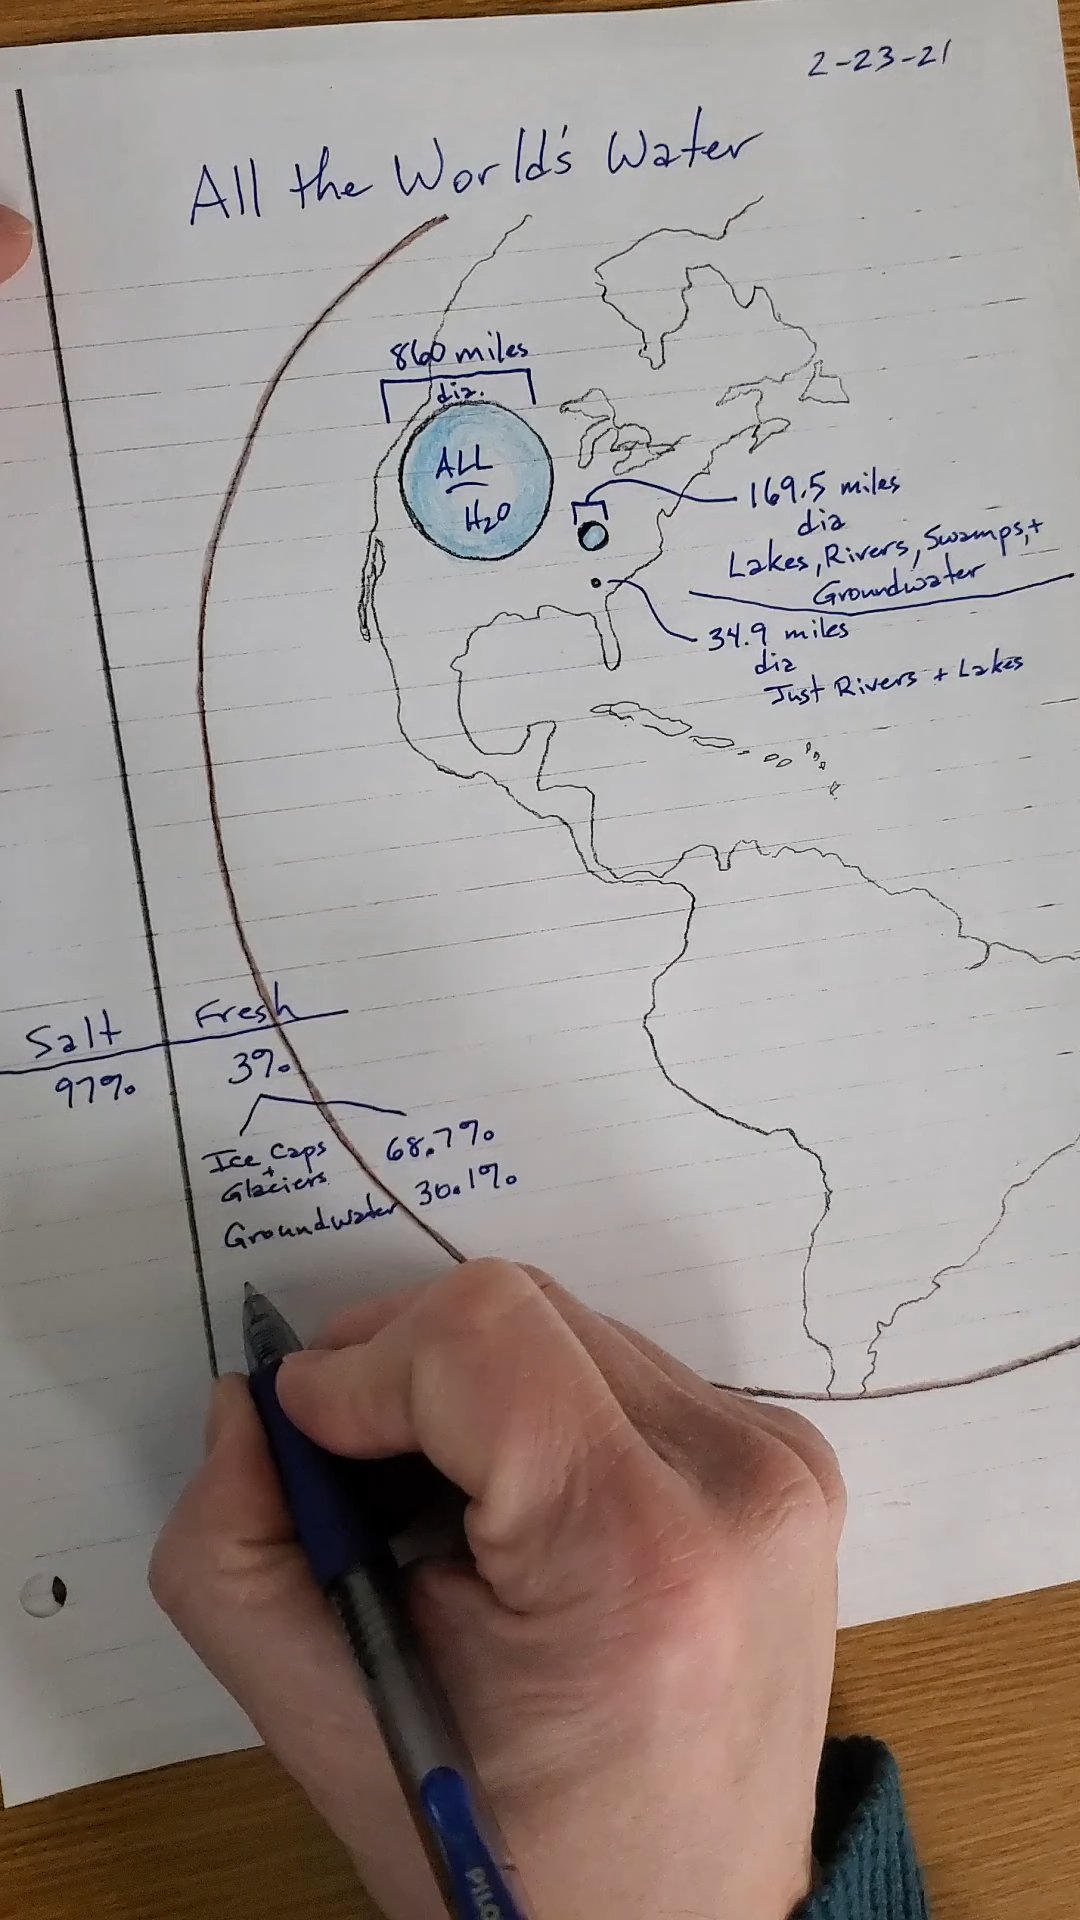 2-23-21
All the World's Water
860 miles
dia.
ALL
H2O
169.5 miles
dia
Lakes, Rivers, Swamps, +
Groundwater
34.9 miles
dia
Just Rivers + Lakes
Salt Fresh
97% 3%
Ice Caps 68.7%
+
Glaciers
Groundwater 30.1%
PILO